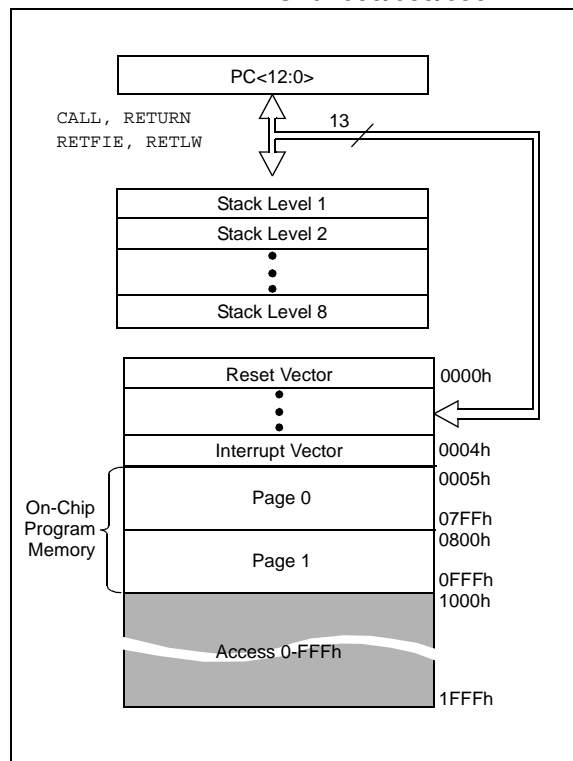 PC<12:0>
CALL, RETURN
RETFIE, RETLW
13
Stack Level 1
Stack Level 2
Stack Level 8
Reset Vector
0000h
Interrupt Vector
0004h
0005h
On-Chip
Program
Memory
Page 0
07FFh
0800h
Page 1
0FFFh
1000h
Access 0-FFFh
1FFFh